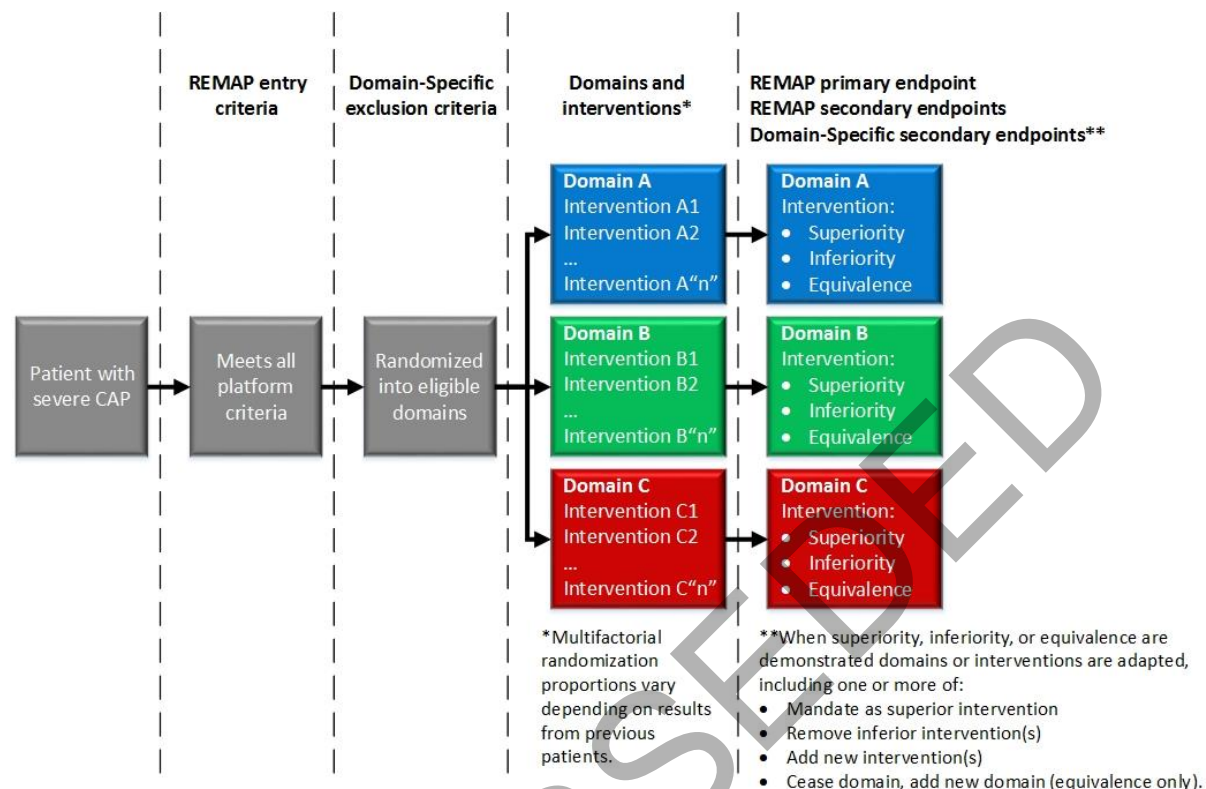 REMAP entry
criteria
Domain-Specific
exclusion criteria
Domains and
interventions*
REMAP primary endpoint
REMAP secondary endpoints
Domain-Specific secondary endpoints**
Patient with
severe CAP
Meets all
platform
criteria
Randomized
into eligible
domains
Domain A
Intervention A1
Intervention A2
...
Intervention A“n”
Domain A
Intervention:
• Superiority
• Inferiority
• Equivalence
Domain B
Intervention B1
Intervention B2
...
Intervention B“n”
Domain B
Intervention:
• Superiority
• Inferiority
• Equivalence
Domain C
Intervention C1
Intervention C2
...
Intervention C“n”
Domain C
Intervention:
• Superiority
• Inferiority
• Equivalence
*Multifactorial
randomization
proportions vary
depending on results
from previous
patients.
**When superiority, inferiority, or equivalence are
demonstrated domains or interventions are adapted,
including one or more of:
• Mandate as superior intervention
• Remove inferior intervention(s)
• Add new intervention(s)
• Cease domain, add new domain (equivalence only).
SEDED